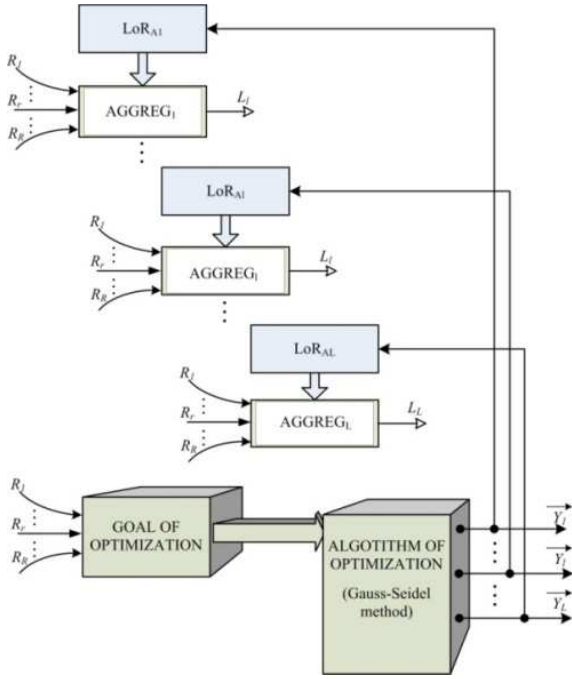 LoR_A1
R_1
R_r
R_R
AGGREG_1
L_1
LoR_Al
R_1
R_r
R_R
AGGREG_l
L_l
LoR_AL
R_1
R_r
R_R
AGGREG_L
L_L
R_1
R_r
R_R
GOAL OF
OPTIMIZATION
ALGOTITHM OF
OPTIMIZATION
(Gauss-Seidel
method)
Y_1
Y_l
Y_L